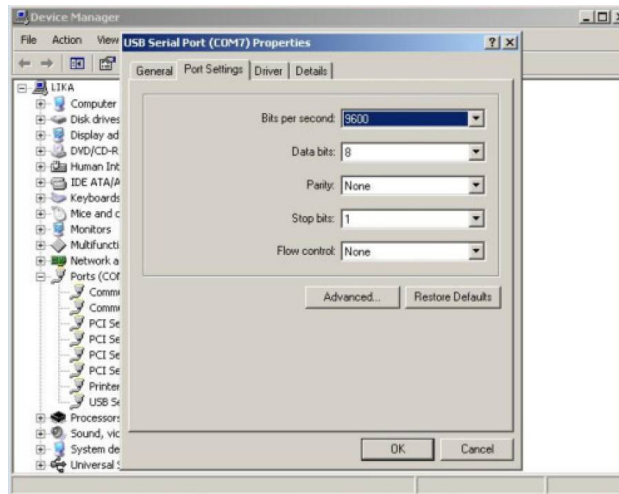 Device Manager
File Action View
USB Serial Port (COM7) Properties
General Port Settings Driver Details
Bits per second: 9600
Data bits: 8
Parity: None
Stop bits: 1
Flow control: None
Advanced... Restore Defaults
OK Cancel
LIKA
Computer
Disk drives
Display ad
DVD/CD-R
Human Int
IDE ATA/A
Keyboards
Mice and c
Monitors
Multifuncti
Network a
Ports (COM
Commu
Commu
PCI Se
PCI Se
PCI Se
PCI Se
Printer
USB Se
Processors
Sound, vic
System de
Universal S